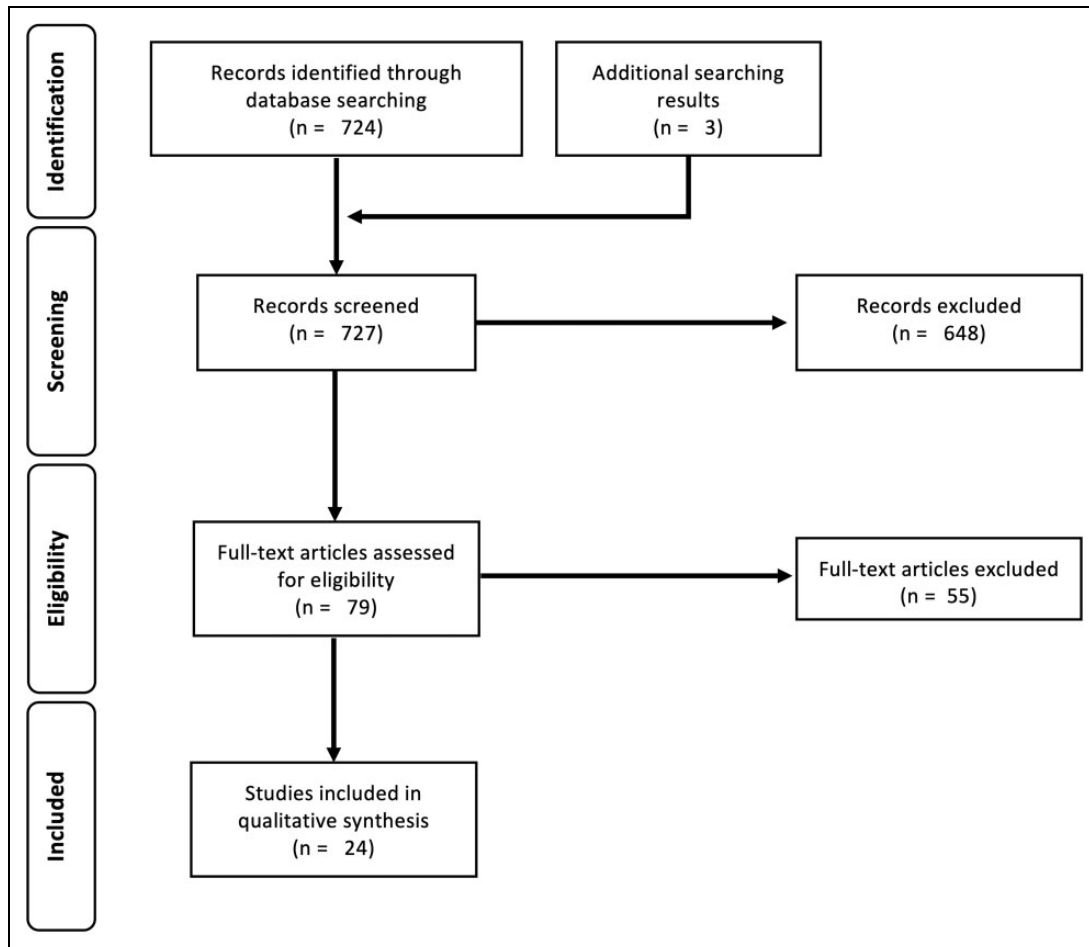 Identification
Records identified through
database searching
(n = 724)
Additional searching
results
(n = 3)
Screening
Records screened
(n = 727)
Records excluded
(n = 648)
Eligibility
Full-text articles assessed
for eligibility
(n = 79)
Full-text articles excluded
(n = 55)
Included
Studies included in
qualitative synthesis
(n = 24)